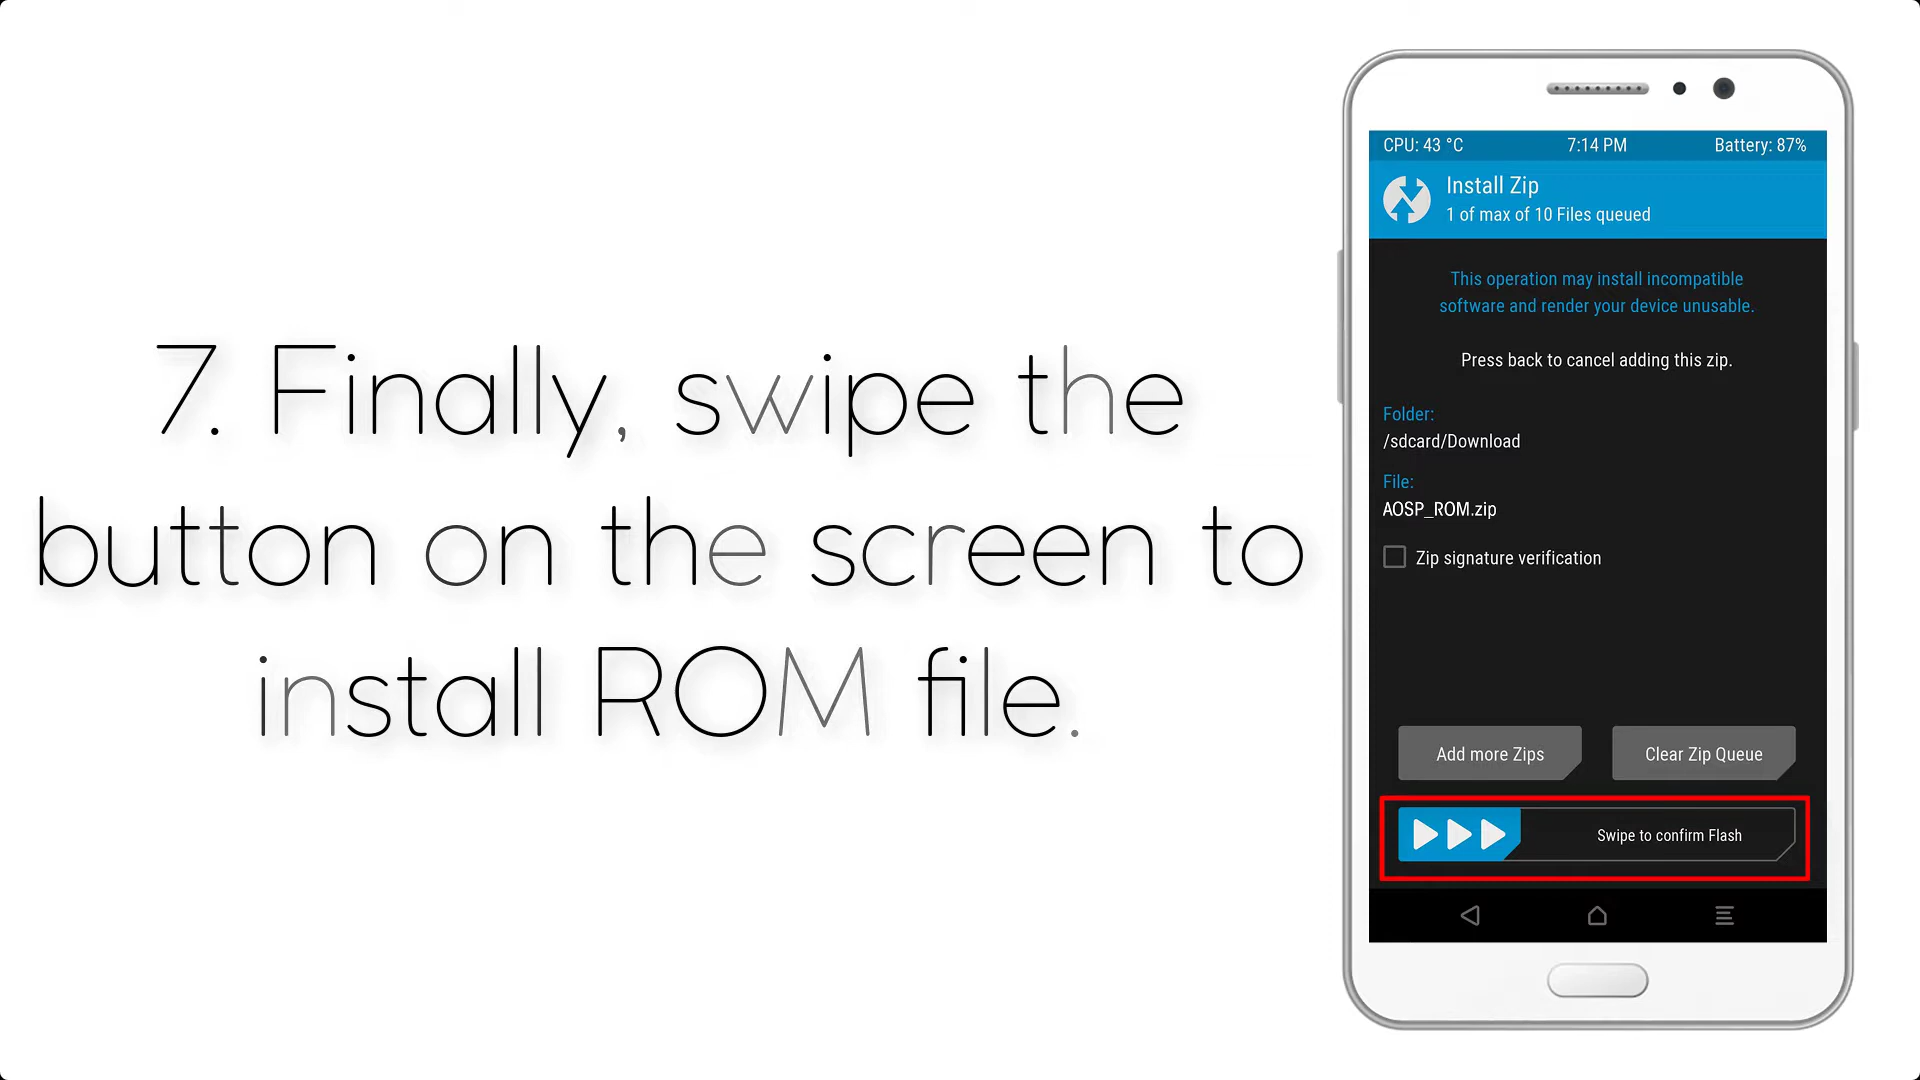 7. Finally, swipe the
button on the screen to
install ROM file.
CPU: 43 °C 7:14 PM Battery: 87%
Install Zip
1 of max of 10 Files queued
This operation may install incompatible
software and render your device unusable.
Press back to cancel adding this zip.
Folder:
/sdcard/Download
File:
AOSP_ROM.zip
Zip signature verification
Add more Zips Clear Zip Queue
Swipe to confirm Flash